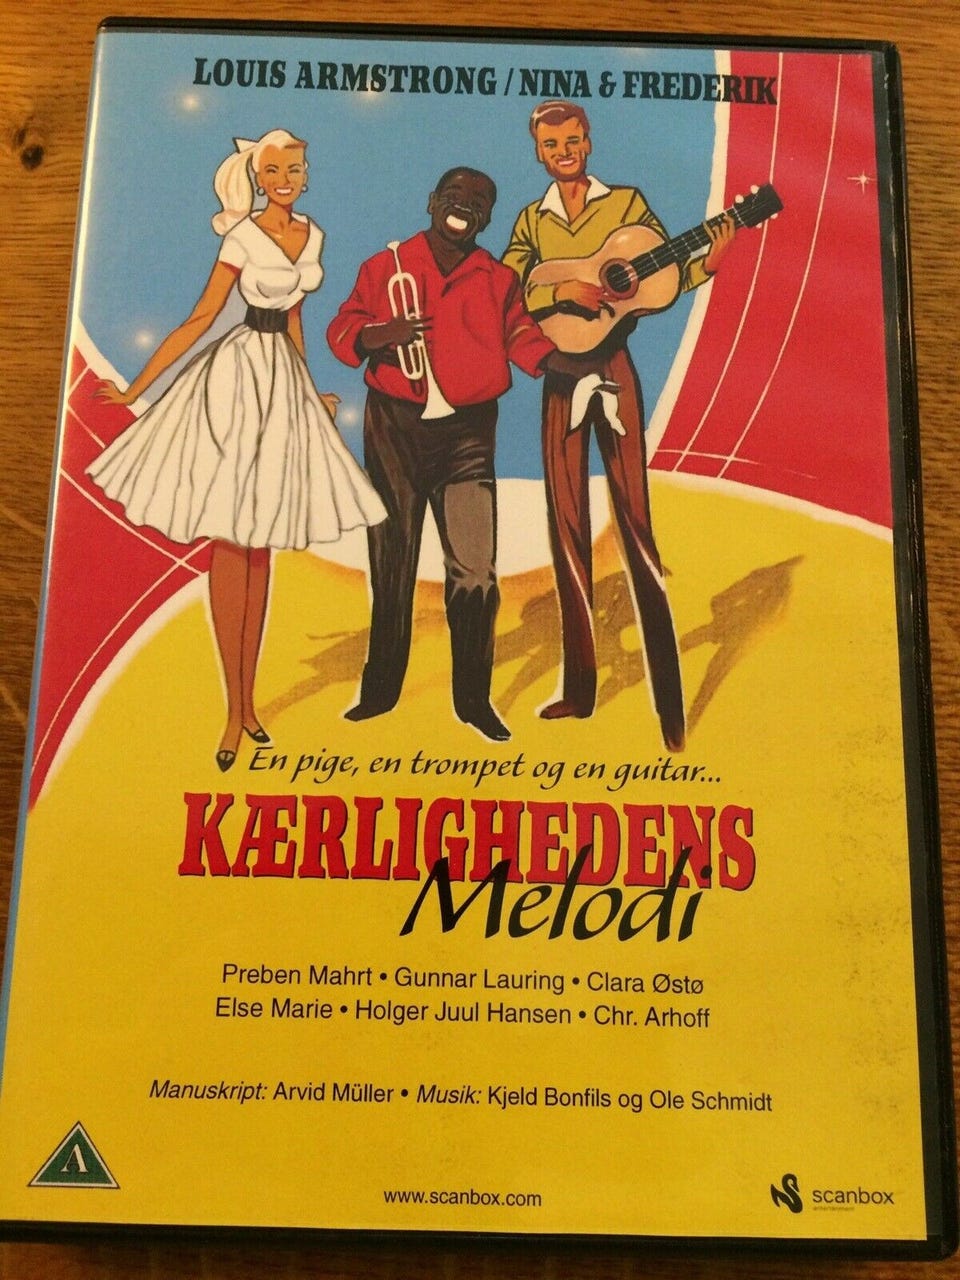 LOUIS ARMSTRONG / NINA & FREDERIK
En pige, en trompet og en guitar...
KÆRLIGHEDENS
Melodi
Preben Mahrt • Gunnar Lauring • Clara Østø
Else Marie • Holger Juul Hansen • Chr. Arhoff
Manuskript: Arvid Müller • Musik: Kjeld Bonfils og Ole Schmidt
A
www.scanbox.com
scanbox
entertainment